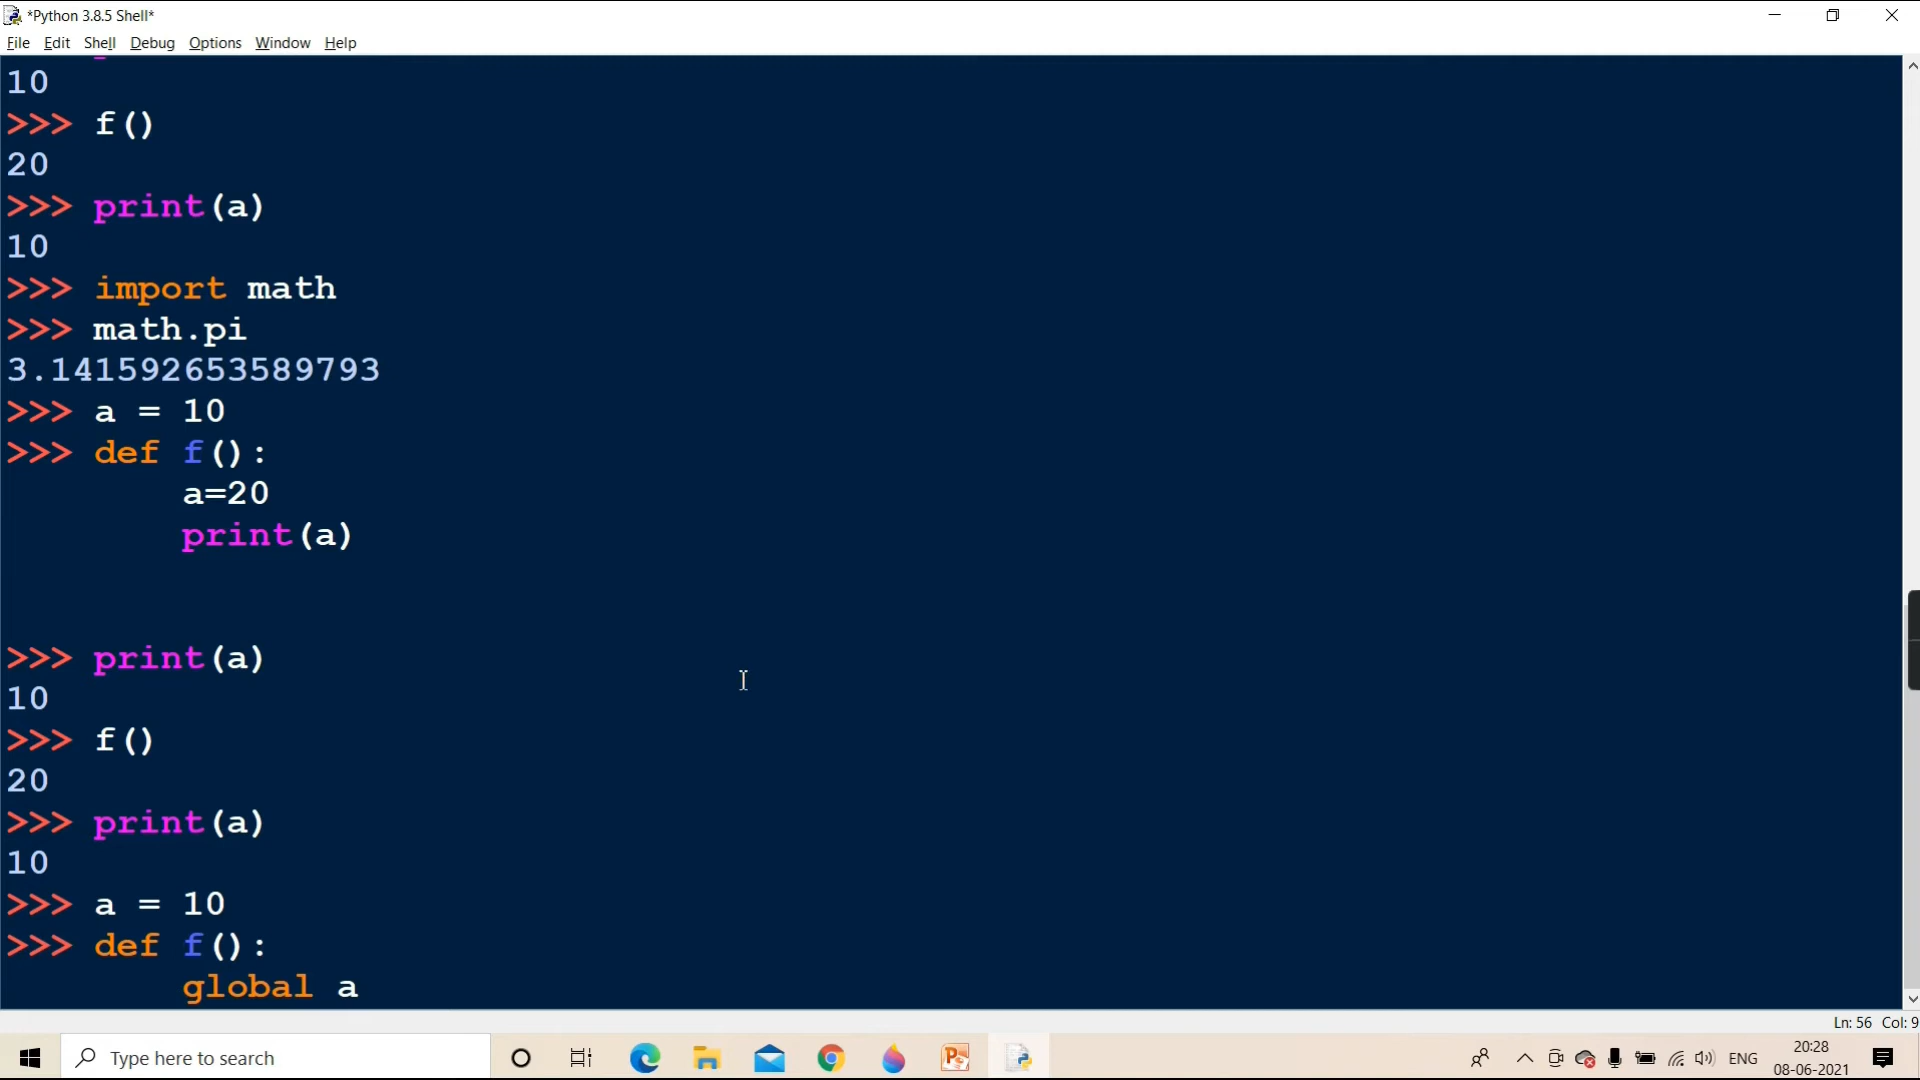 *Python 3.8.5 Shell*
File Edit Shell Debug Options Window Help
10
>>> f()
20
>>> print(a)
10
>>> import math
>>> math.pi
3.141592653589793
>>> a = 10
>>> def f():
a=20
print(a)
>>> print(a)
10
>>> f()
20
>>> print(a)
10
>>> a = 10
>>> def f():
global a
Ln: 56 Col: 9
Type here to search
ENG
20:28
08-06-2021